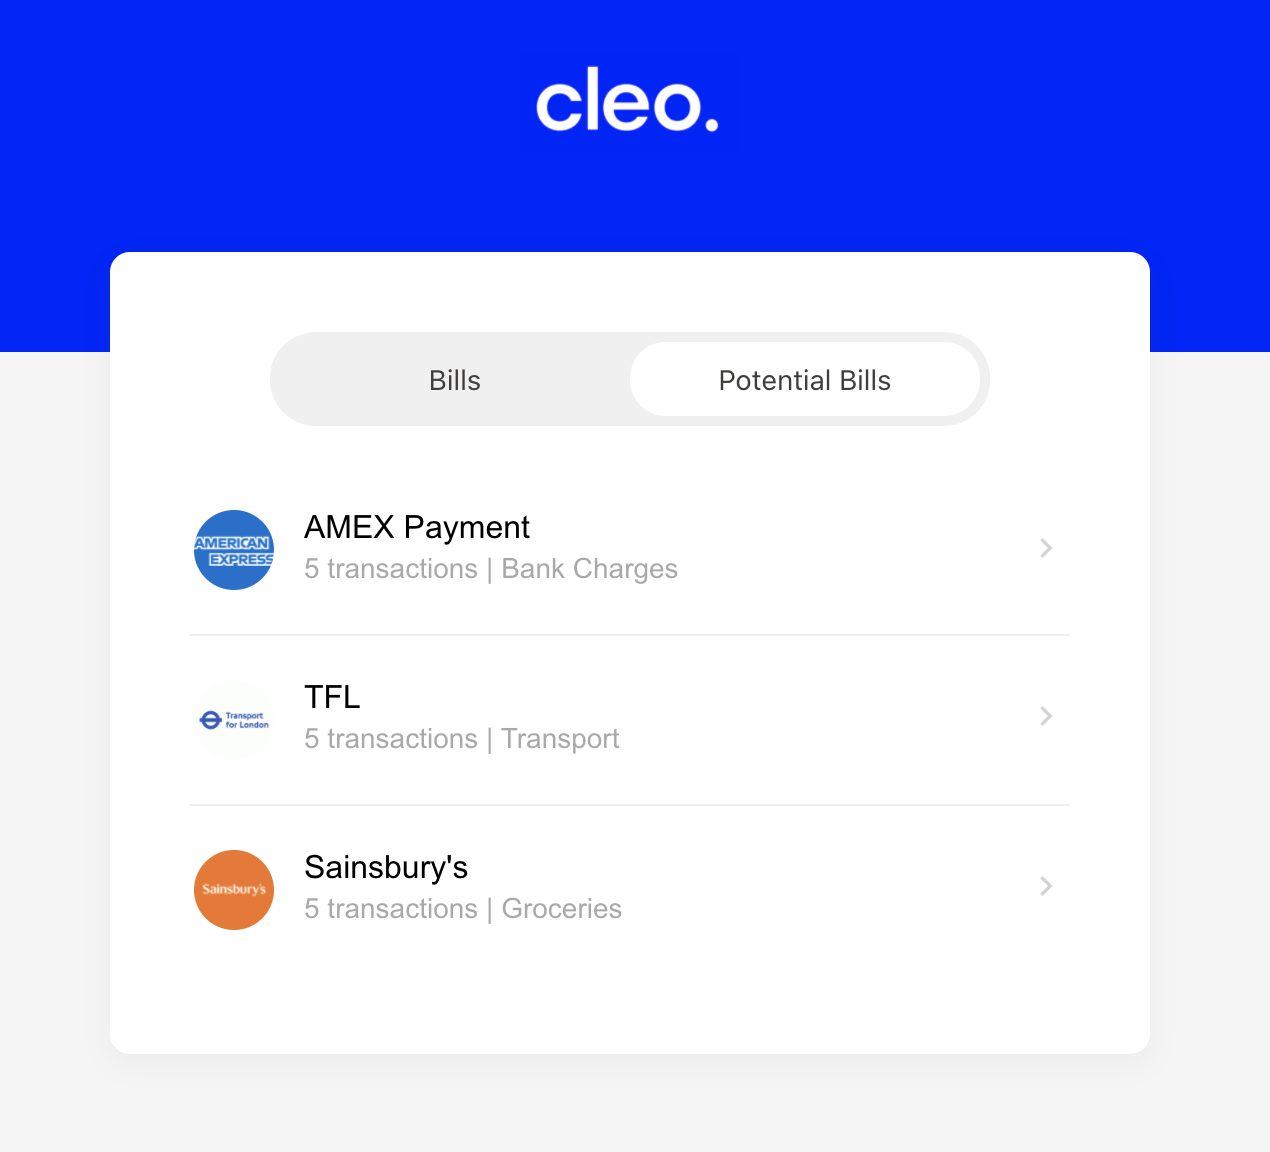 cleo.
Bills
Potential Bills
AMERICAN
EXPRESS
AMEX Payment
5 transactions | Bank Charges
Transport
for London
TFL
5 transactions | Transport
Sainsbury's
Sainsbury's
5 transactions | Groceries